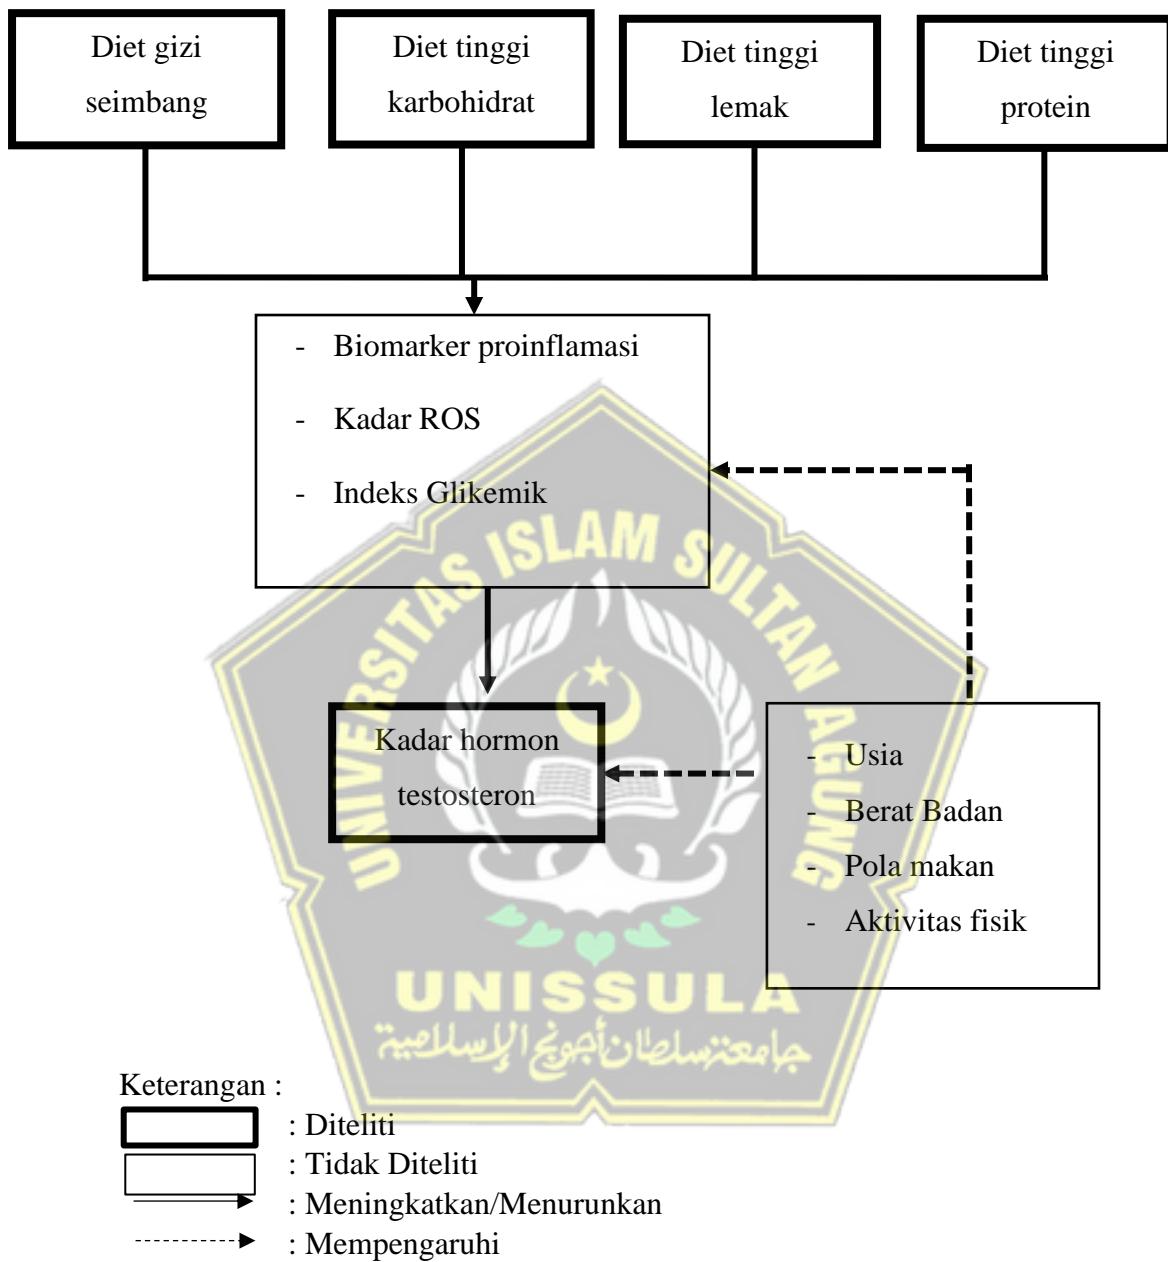 Diet gizi
seimbang
Diet tinggi
karbohidrat
Diet tinggi
lemak
Diet tinggi
protein
- Biomarker proinflamasi
- Kadar ROS
- Indeks Glikemik
UNIVERSITAS ISLAM SULTAN AGUNG
Kadar hormon
testosteron
- Usia
- Berat Badan
- Pola makan
- Aktivitas fisik
UNISSULA
جامعة سلطان أجونج الإسلامية
Keterangan :
: Diteliti
: Tidak Diteliti
: Meningkatkan/Menurunkan
: Mempengaruhi